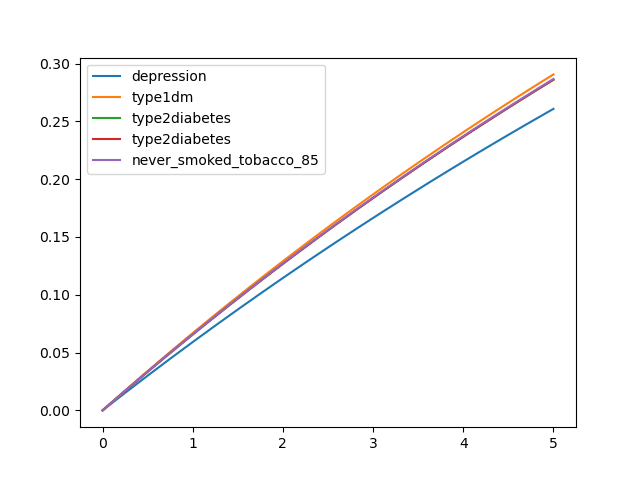 0.30
0.25
0.20
0.15
0.10
0.05
0.00
depression
type1dm
type2diabetes
type2diabetes
never_smoked_tobacco_85
0 1 2 3 4 5